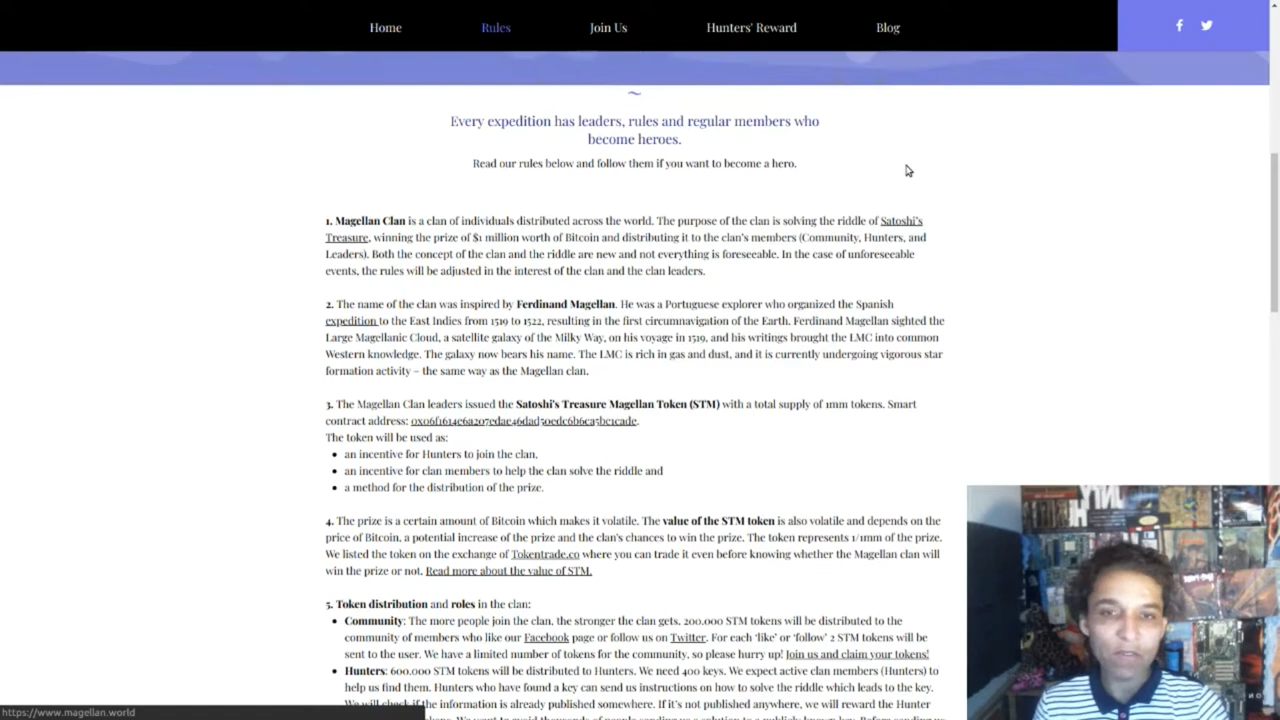 Home Rules Join Us Hunters' Reward Blog
~
Every expedition has leaders, rules and regular members who
become heroes.
Read our rules below and follow them if you want to become a hero.
1. Magellan Clan is a clan of individuals distributed across the world. The purpose of the clan is solving the riddle of Satoshi's
Treasure, winning the prize of $1 million worth of Bitcoin and distributing it to the clan's members (Community, Hunters, and
Leaders). Both the concept of the clan and the riddle are new and not everything is foreseeable. In the case of unforeseeable
events, the rules will be adjusted in the interest of the clan and the clan leaders.
2. The name of the clan was inspired by Ferdinand Magellan. He was a Portuguese explorer who organized the Spanish
expedition to the East Indies from 1519 to 1522, resulting in the first circumnavigation of the Earth. Ferdinand Magellan sighted the
Large Magellanic Cloud, a satellite galaxy of the Milky Way, on his voyage in 1519, and his writings brought the LMC into common
Western knowledge. The galaxy now bears his name. The LMC is rich in gas and dust, and it is currently undergoing vigorous star
formation activity – the same way as the Magellan clan.
3. The Magellan Clan leaders issued the Satoshi's Treasure Magellan Token (STM) with a total supply of 1mm tokens. Smart
contract address:
The token will be used as:
• an incentive for Hunters to join the clan,
• an incentive for clan members to help the clan solve the riddle and
• a method for the distribution of the prize.
4. The prize is a certain amount of Bitcoin which makes it volatile. The value of the STM token is also volatile and depends on the
price of Bitcoin, a potential increase of the prize and the clan's chances to win the prize. The token represents 1/1mm of the prize.
We listed the token on the exchange of Tokentrade.co where you can trade it even before knowing whether the Magellan clan will
win the prize or not. Read more about the value of STM.
5. Token distribution and roles in the clan:
• Community: The more people join the clan, the stronger the clan gets. 200.000 STM tokens will be distributed to the
community of members who like our Facebook page or follow us on Twitter. For each 'like' or 'follow' 2 STM tokens will be
sent to the user. We have a limited number of tokens for the community, so please hurry up! Join us and claim your tokens!
• Hunters: 600.000 STM tokens will be distributed to Hunters. We need 400 keys. We expect active clan members (Hunters) to
help us find them. Hunters who have found a key can send us instructions on how to solve the riddle which leads to the key.
We will check if the information is already published somewhere. If it's not published anywhere, we will reward the Hunter
https://www.magellan.world